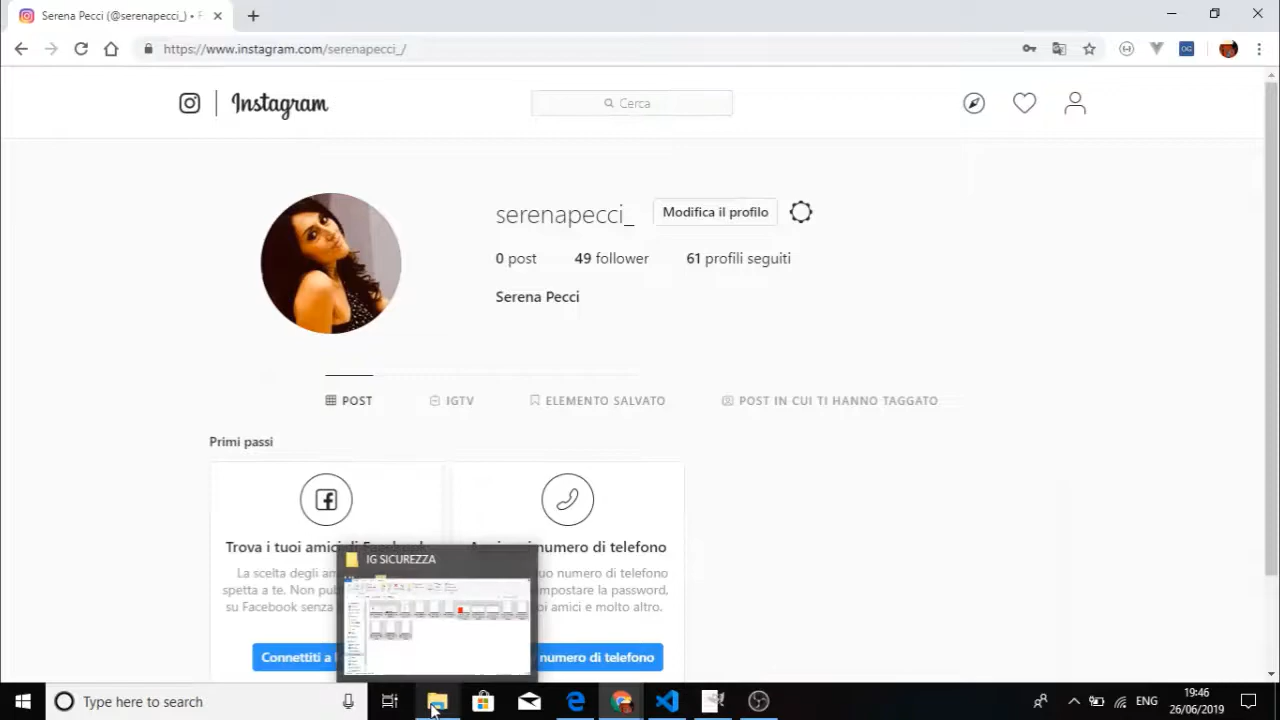 Serena Pecci (@serenapecci_) • F
https://www.instagram.com/serenapecci_/
Instagram
Cerca
serenapecci_
Modifica il profilo
0 post
49 follower
61 profili seguiti
Serena Pecci
POST
IGTV
ELEMENTO SALVATO
POST IN CUI TI HANNO TAGGATO
Primi passi
Trova i tuoi amici di Facebook
numero di telefono
La scelta degli am
uo numero di telefono
spetta a te. Non pu
mpostare la password,
su Facebook senza
oi amici e molto altro.
IG SICUREZZA
Connettiti a
numero di telefono
Type here to search
ENG
19:46
26/06/2019